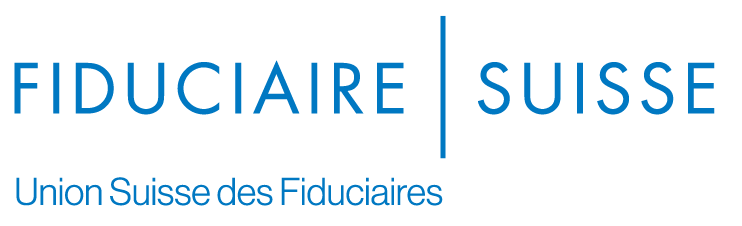 FIDUCIAIRE | SUISSE
Union Suisse des Fiduciaires